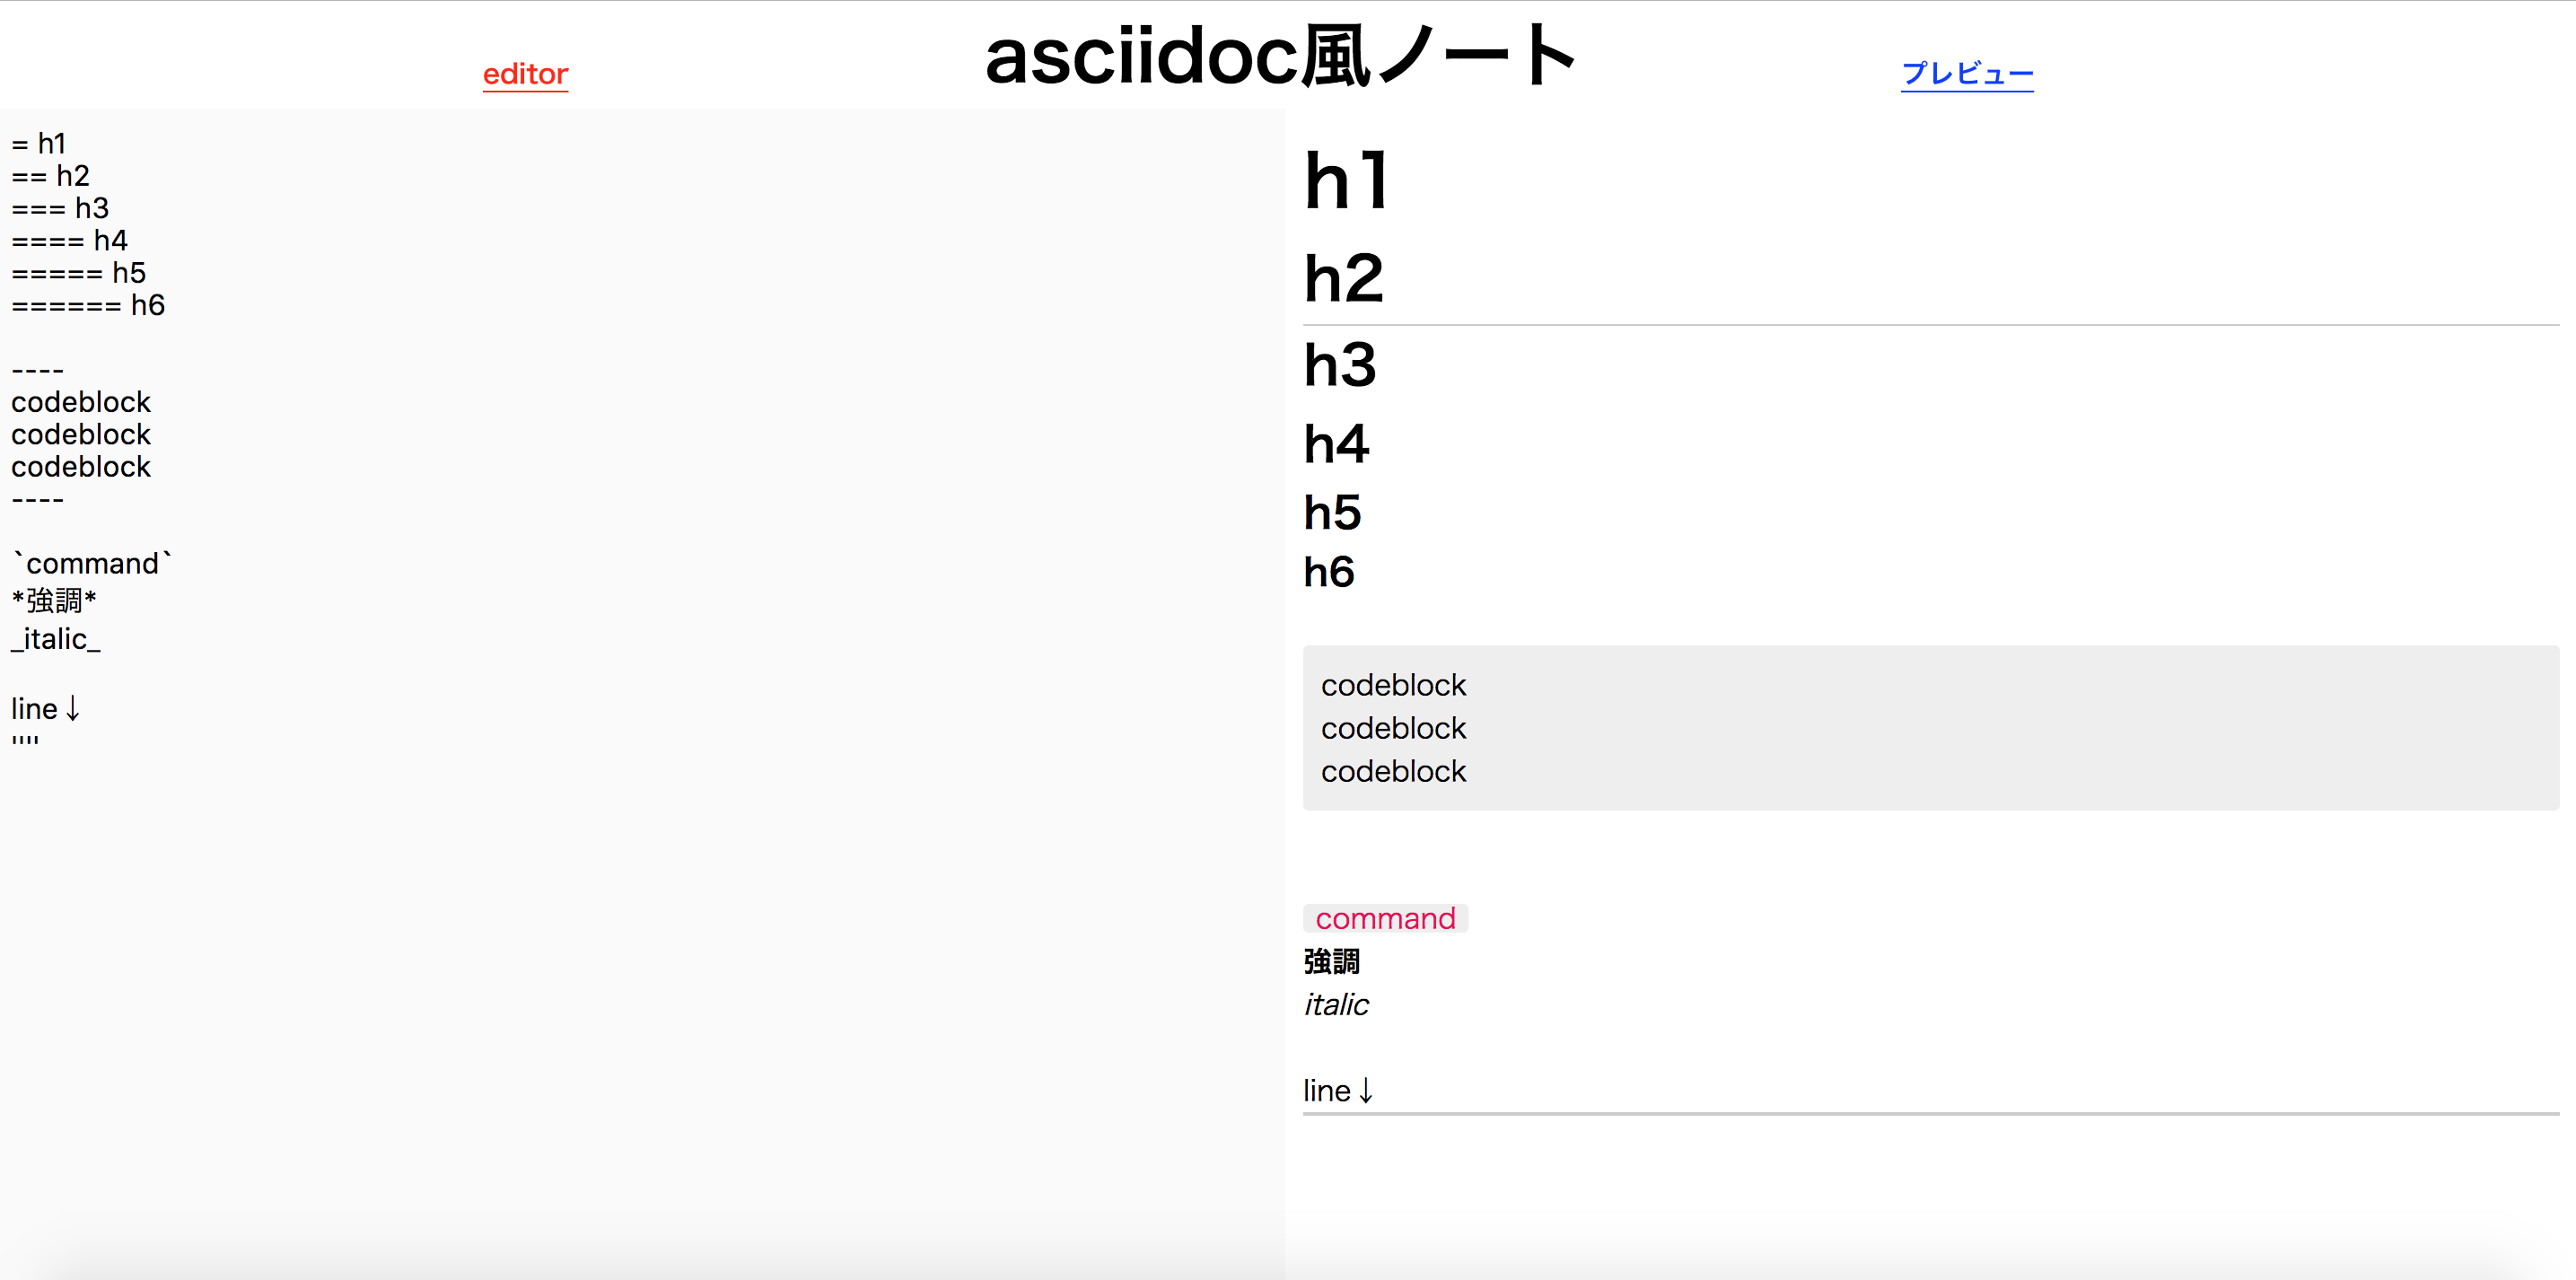 asciidoc風ノート
editor
プレビュー
= h1
== h2
=== h3
==== h4
===== h5
====== h6
----
codeblock
codeblock
codeblock
----
`command`
*強調*
_italic_
line↓
''''
h1
h2
h3
h4
h5
h6
codeblock
codeblock
codeblock
command
強調
italic
line↓